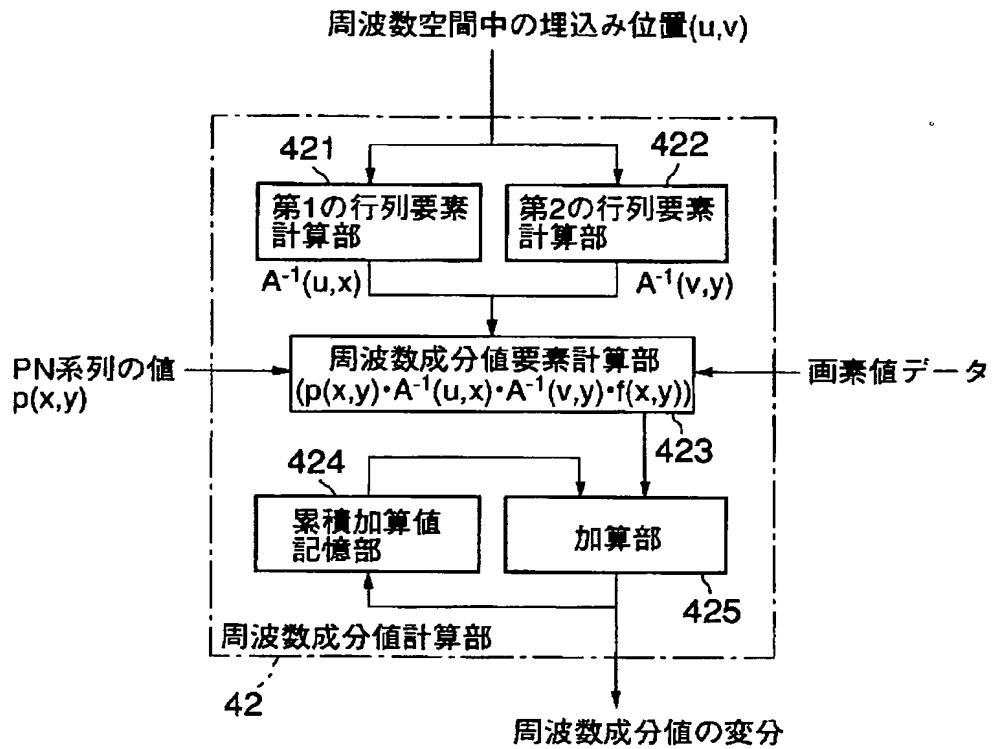 周波数空間中の埋込み位置(u,v)
421
422
第1の行列要素
計算部
第2の行列要素
計算部
A⁻¹(u,x)
A⁻¹(v,y)
PN系列の値
p(x,y)
周波数成分値要素計算部
(p(x,y)・A⁻¹(u,x)・A⁻¹(v,y)・f(x,y))
画素値データ
423
424
累積加算値
記憶部
加算部
425
周波数成分値計算部
42
周波数成分値の変分